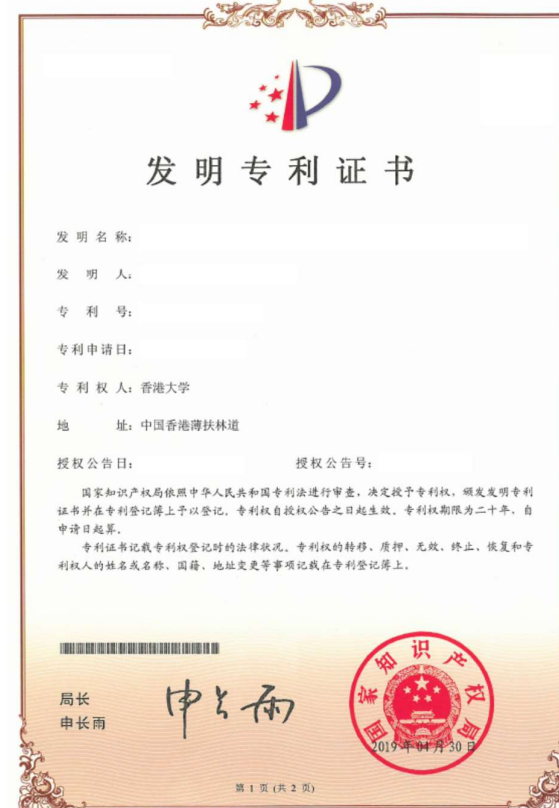 发明专利证书
发明名称:
发明人:
专利号:
专利申请日:
专利权人:香港大学
地址:中国香港薄扶林道
授权公告日: 授权公告号:
国家知识产权局依照中华人民共和国专利法进行审查,决定授予专利权,颁发发明专利
证书并在专利登记簿上予以登记。专利权自授权公告之日起生效。专利权期限为二十年,自
申请日起算。
专利证书记载专利权登记时的法律状况。专利权的转移、质押、无效、终止、恢复和专
利权人的姓名或名称、国籍、地址变更等事项记载在专利登记簿上。
局长
申长雨
申长雨
国家知识产权局
2019年04月30日
第 1 页 (共 2 页)